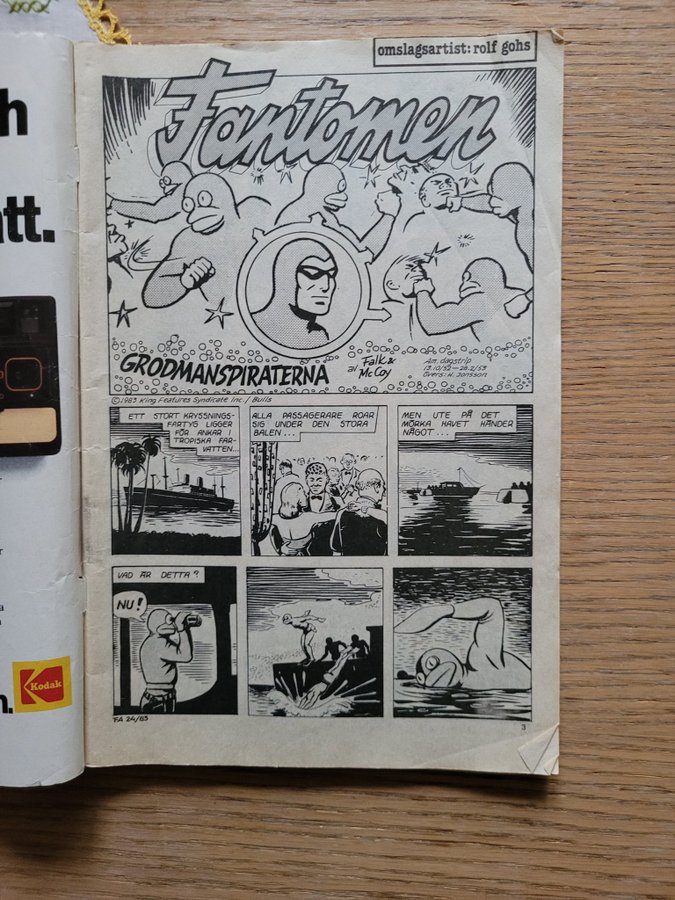 h
att.
n.
Kodak
omslagsartist: rolf gohs
Fantomen
GRODMANSPIRATERNA
av Falk & McCoy
Am. dagstrip
13.10/52—28.2/53
Övers: K. Jonsson
©1983 King Features Syndicate Inc / Bulls
ETT STORT KRYSSNINGS-
FARTYG LIGGER
FÖR ANKAR I
TROPISKA FAR-
VATTEN...
ALLA PASSAGERARE ROAR
SIG UNDER DEN STORA
BALEN...
MEN UTE PÅ DET
MÖRKA HAVET HÄNDER
NÅGOT...
VAD ÄR DETTA?
NU!
FA 24/83
3